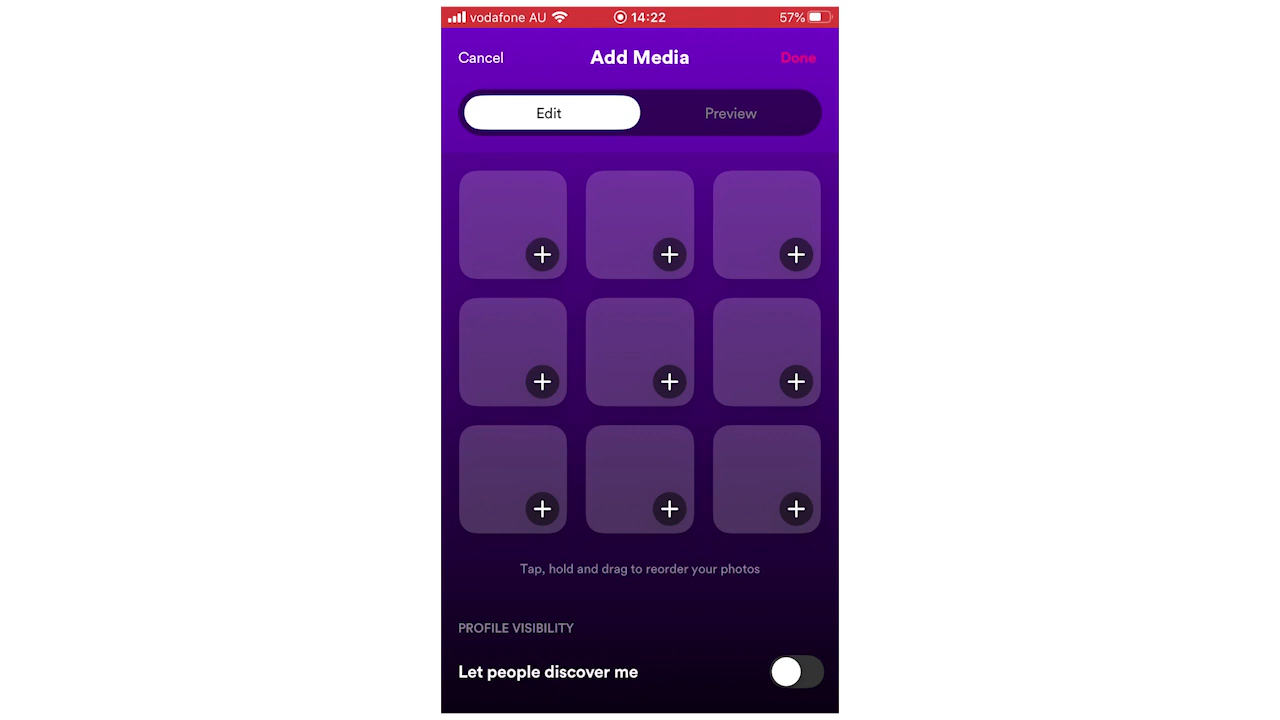 vodafone AU 14:22 57%
Cancel Add Media Done
Edit Preview
Tap, hold and drag to reorder your photos
PROFILE VISIBILITY
Let people discover me